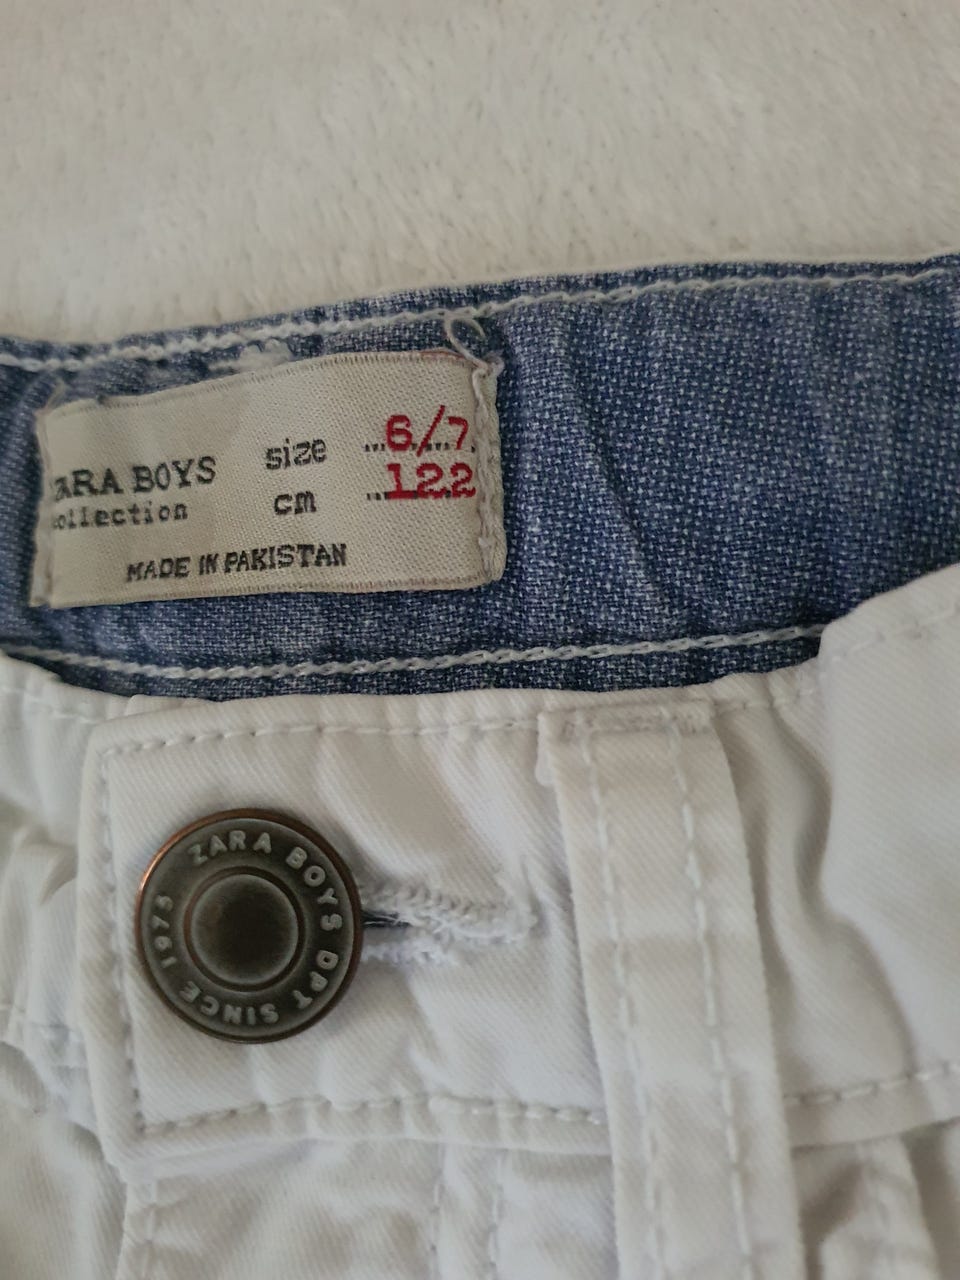 ZARA BOYS
collection
size 6/7
cm 122
MADE IN PAKISTAN
ZARA BOYS DPT SINCE 1975